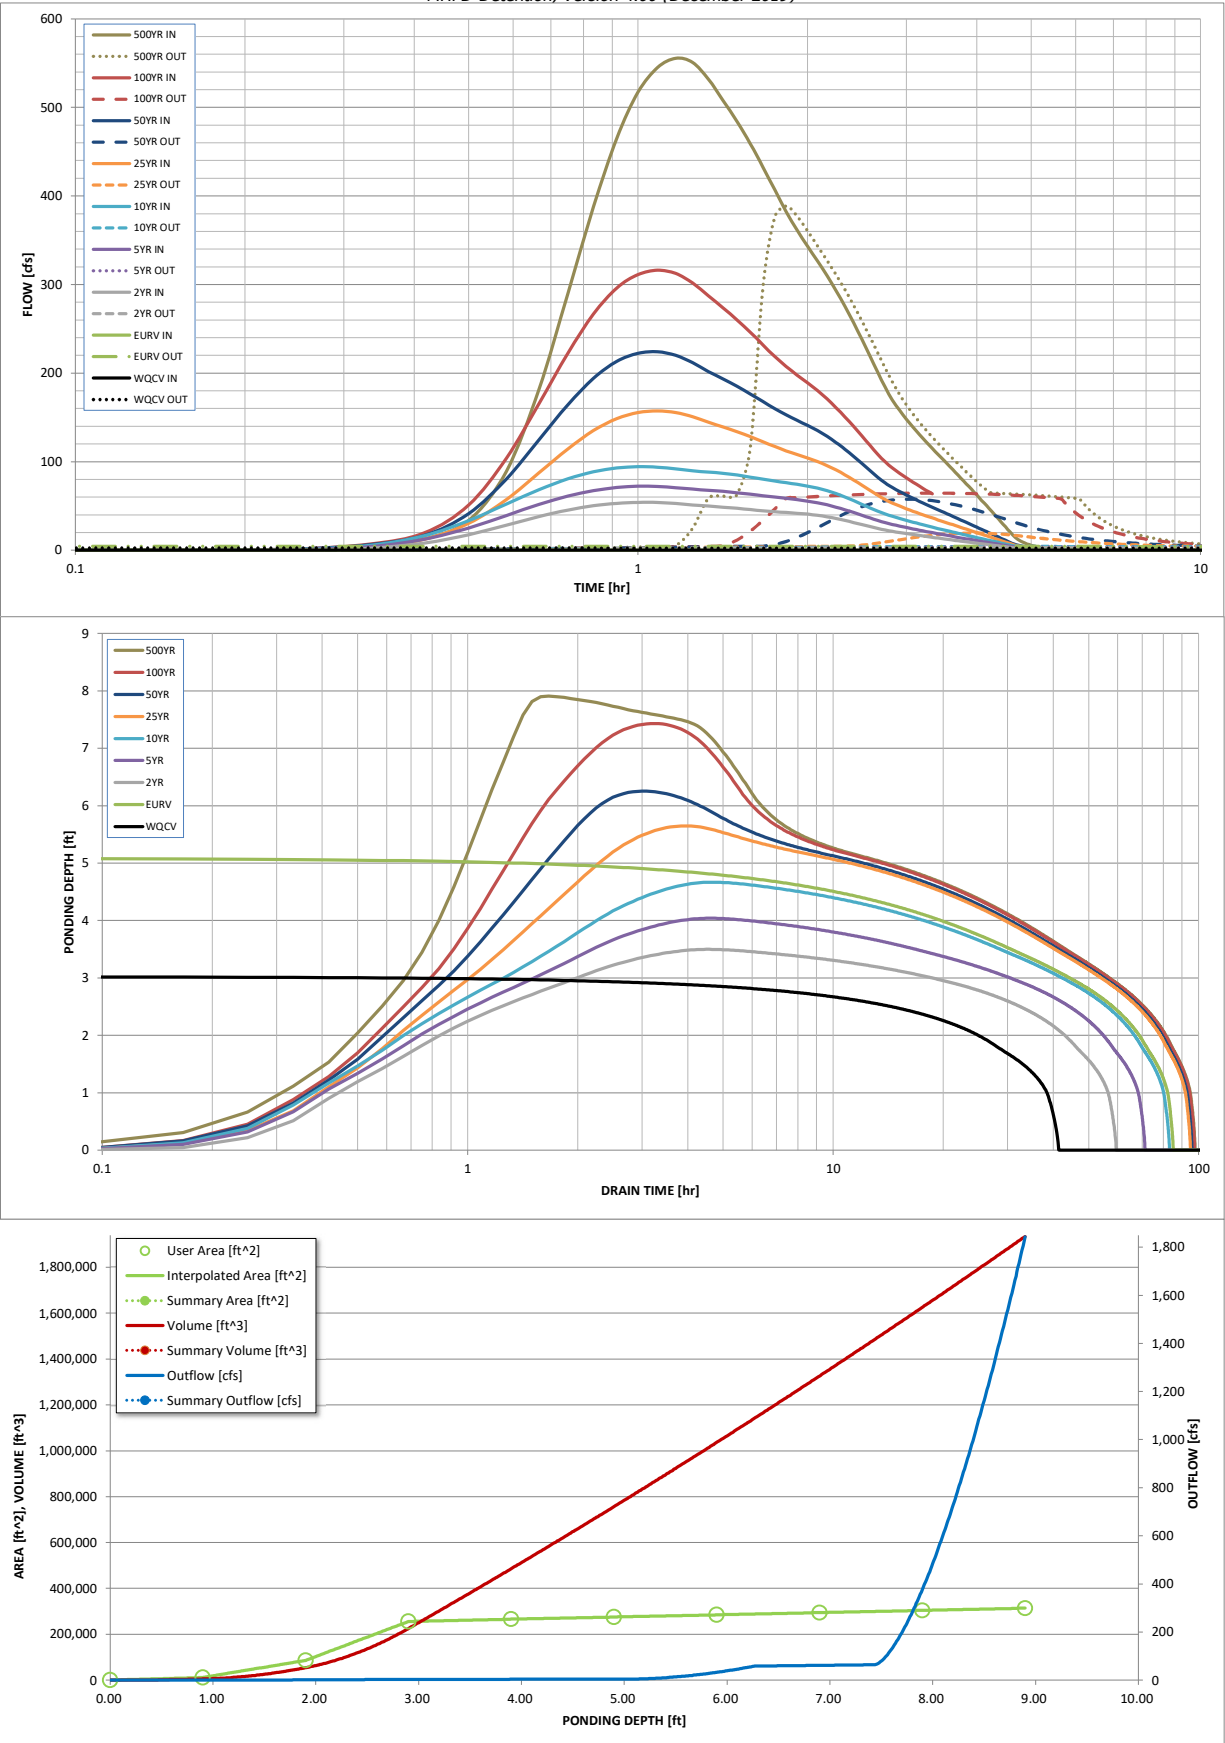 600
500
400
300
200
100
0
FLOW [cfs]
500YR IN
500YR OUT
100YR IN
100YR OUT
50YR IN
50YR OUT
25YR IN
25YR OUT
10YR IN
10YR OUT
5YR IN
5YR OUT
2YR IN
2YR OUT
EURV IN
EURV OUT
WQCV IN
WQCV OUT
0.1
1
10
TIME [hr]
9
8
7
6
5
4
3
2
1
0
PONDING DEPTH [ft]
500YR
100YR
50YR
25YR
10YR
5YR
2YR
EURV
WQCV
0.1
1
10
100
DRAIN TIME [hr]
1,800,000
1,600,000
1,400,000
1,200,000
1,000,000
800,000
600,000
400,000
200,000
0
AREA [ft^2], VOLUME [ft^3]
User Area [ft^2]
Interpolated Area [ft^2]
Summary Area [ft^2]
Volume [ft^3]
Summary Volume [ft^3]
Outflow [cfs]
Summary Outflow [cfs]
1,800
1,600
1,400
1,200
1,000
800
600
400
200
0
OUTFLOW [cfs]
0.00
1.00
2.00
3.00
4.00
5.00
6.00
7.00
8.00
9.00
10.00
PONDING DEPTH [ft]